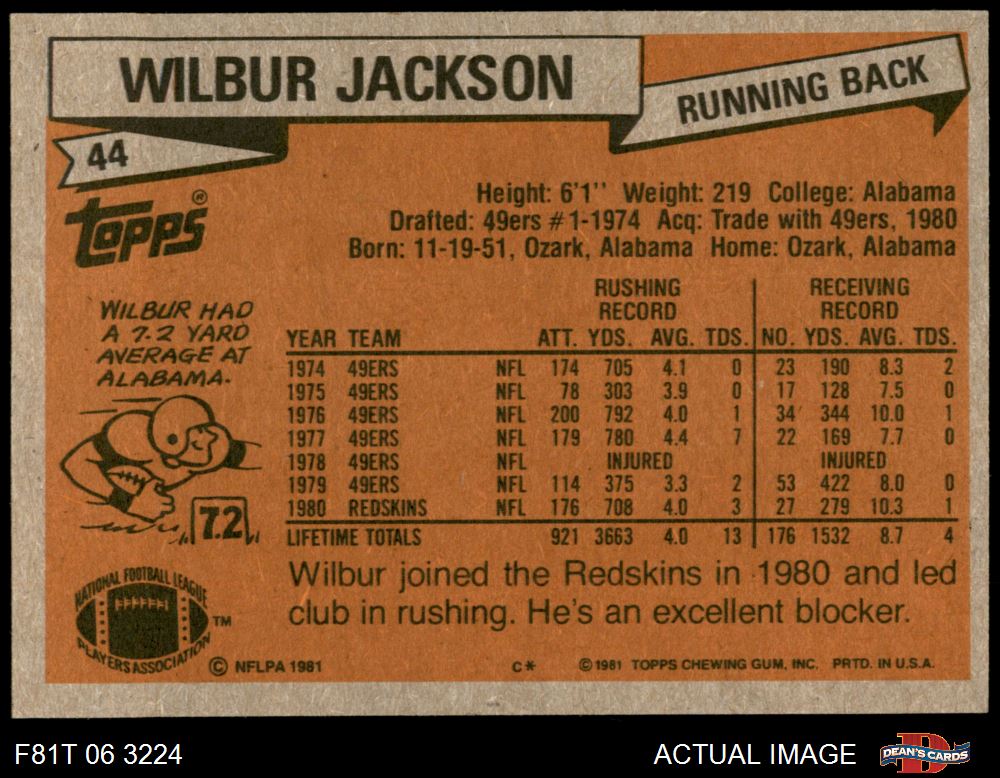 WILBUR JACKSON
RUNNING BACK
44
TOPPS®
Height: 6'1'' Weight: 219 College: Alabama
Drafted: 49ers #1-1974 Acq: Trade with 49ers, 1980
Born: 11-19-51, Ozark, Alabama Home: Ozark, Alabama
WILBUR HAD
A 7.2 YARD
AVERAGE AT
ALABAMA.
7.2
RUSHING RECEIVING
RECORD RECORD
YEAR TEAM ATT. YDS. AVG. TDS. NO. YDS. AVG. TDS.
1974 49ERS NFL 174 705 4.1 0 23 190 8.3 2
1975 49ERS NFL 78 303 3.9 0 17 128 7.5 0
1976 49ERS NFL 200 792 4.0 1 34 344 10.0 1
1977 49ERS NFL 179 780 4.4 7 22 169 7.7 0
1978 49ERS NFL INJURED INJURED
1979 49ERS NFL 114 375 3.3 2 53 422 8.0 0
1980 REDSKINS NFL 176 708 4.0 3 27 279 10.3 1
LIFETIME TOTALS 921 3663 4.0 13 176 1532 8.7 4
Wilbur joined the Redskins in 1980 and led
club in rushing. He's an excellent blocker.
NATIONAL FOOTBALL LEAGUE
PLAYERS ASSOCIATION
TM
© NFLPA 1981 C* ©1981 TOPPS CHEWING GUM, INC. PRTD. IN U.S.A.
F81T 06 3224 ACTUAL IMAGE
D
DEAN'S CARDS